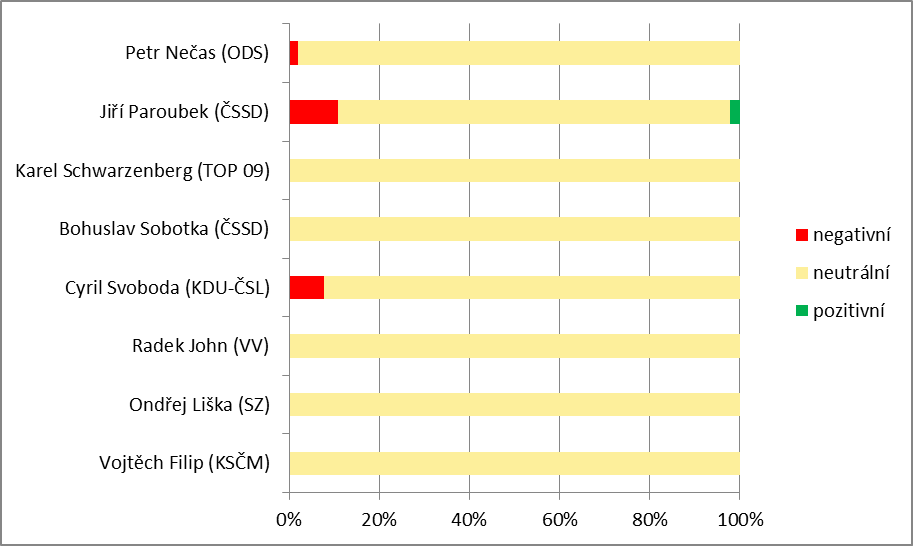 Petr Nečas (ODS)
Jiří Paroubek (ČSSD)
Karel Schwarzenberg (TOP 09)
Bohuslav Sobotka (ČSSD)
Cyril Svoboda (KDU-ČSL)
Radek John (VV)
Ondřej Liška (SZ)
Vojtěch Filip (KSČM)
0% 20% 40% 60% 80% 100%
negativní
neutrální
pozitivní